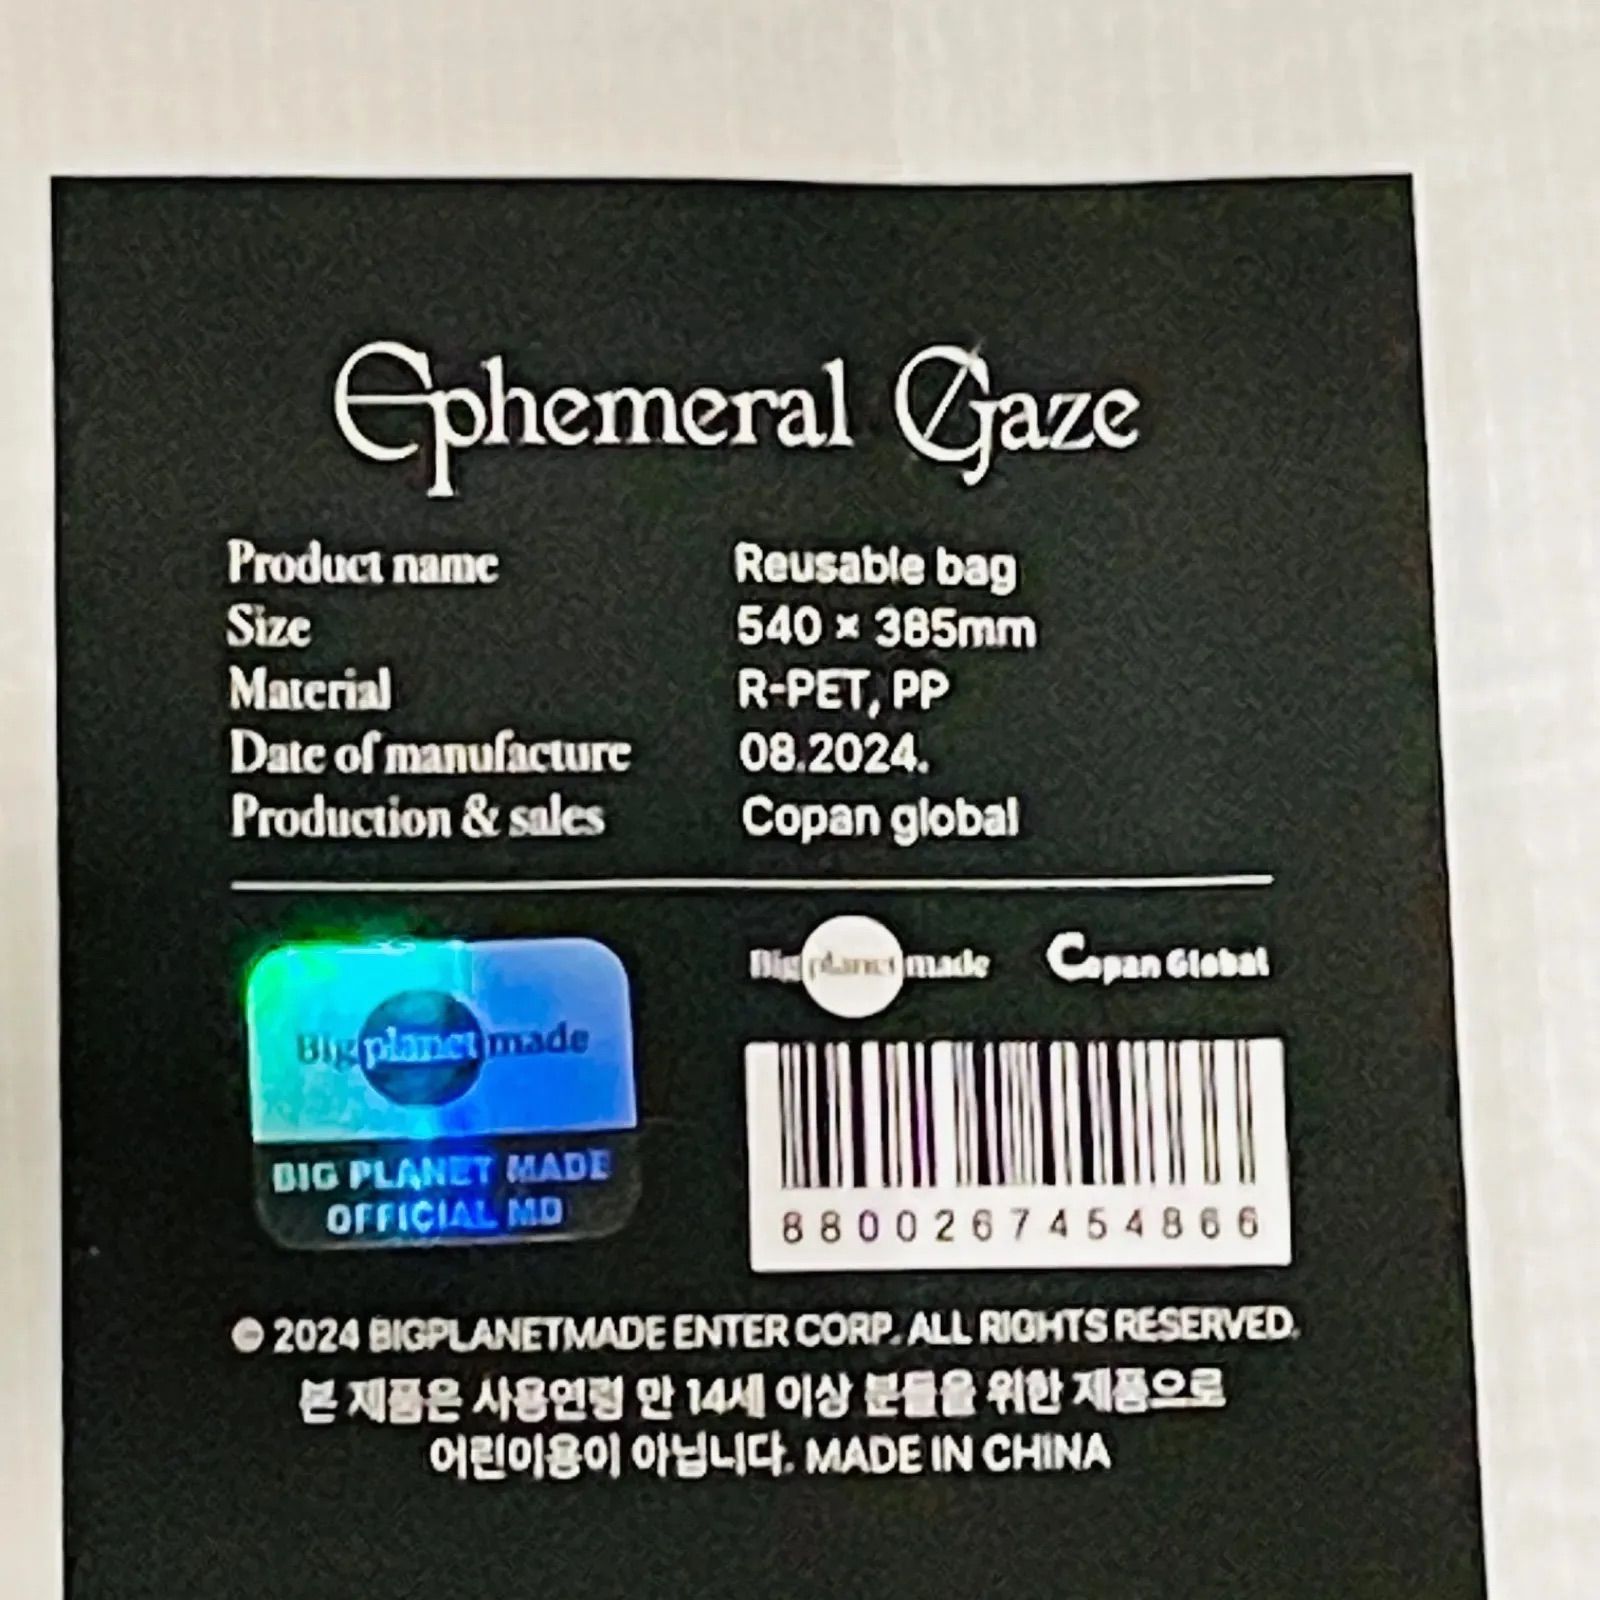 Ephemeral Gaze
Product name Reusable bag
Size 540 × 385mm
Material R-PET, PP
Date of manufacture 08.2024.
Production & sales Copan global
Big planet made Copan Global
Big planet made
BIG PLANET MADE
OFFICIAL MD
8800267454866
© 2024 BIGPLANETMADE ENTER CORP. ALL RIGHTS RESERVED.
본 제품은 사용연령 만 14세 이상 분들을 위한 제품으로
어린이용이 아닙니다. MADE IN CHINA